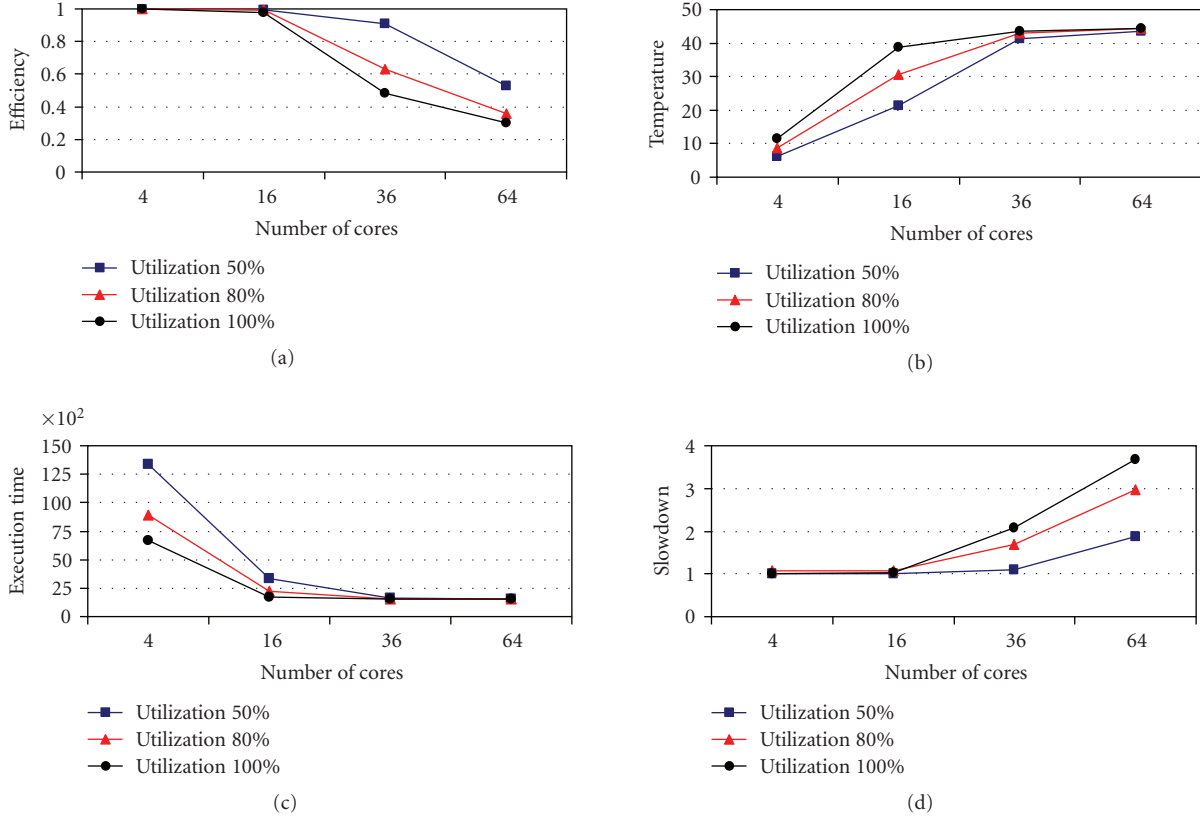 1
0.8
0.6
0.4
0.2
0
Efficiency
4 16 36 64
Number of cores
Utilization 50%
Utilization 80%
Utilization 100%
(a)
50
40
30
20
10
0
Temperature
4 16 36 64
Number of cores
Utilization 50%
Utilization 80%
Utilization 100%
(b)
×10²
150
125
100
75
50
25
0
Execution time
4 16 36 64
Number of cores
Utilization 50%
Utilization 80%
Utilization 100%
(c)
4
3
2
1
0
Slowdown
4 16 36 64
Number of cores
Utilization 50%
Utilization 80%
Utilization 100%
(d)